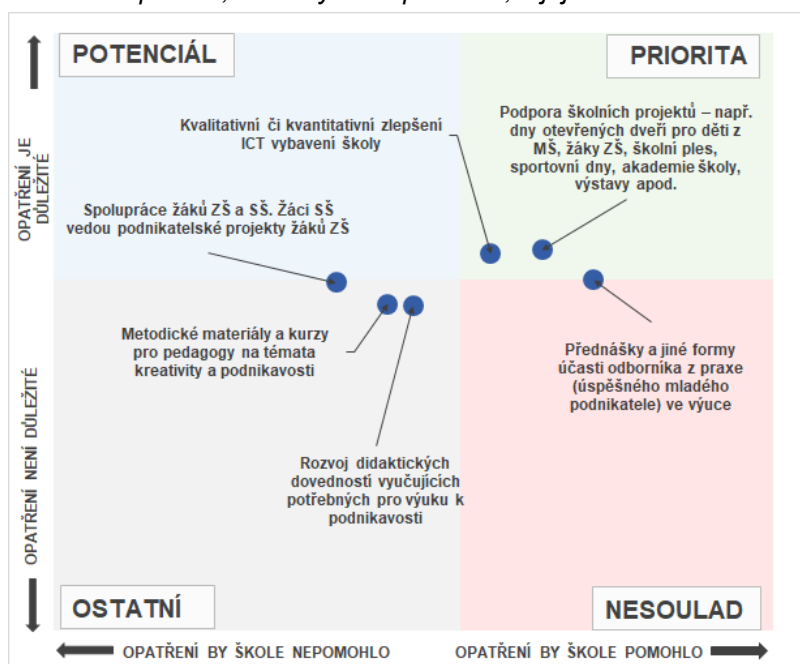 POTENCIÁL
PRIORITA
OPATŘENÍ JE
DŮLEŽITÉ
Kvalitativní či kvantitativní zlepšení
ICT vybavení školy
Podpora školních projektů – např.
dny otevřených dveří pro děti z
MŠ, žáky ZŠ, školní ples,
sportovní dny, akademie školy,
výstavy apod.
Spolupráce žáků ZŠ a SŠ. Žáci SŠ
vedou podnikatelské projekty žáků ZŠ
Metodické materiály a kurzy
pro pedagogy na témata
kreativity a podnikavosti
Přednášky a jiné formy
účasti odborníka z praxe
(úspěšného mladého
podnikatele) ve výuce
Rozvoj didaktických
dovedností vyučujících
potřebných pro výuku k
podnikavosti
OPATŘENÍ NENÍ DŮLEŽITÉ
OSTATNÍ
NESOULAD
OPATŘENÍ BY ŠKOLE NEPOMOHLO
OPATŘENÍ BY ŠKOLE POMOHLO